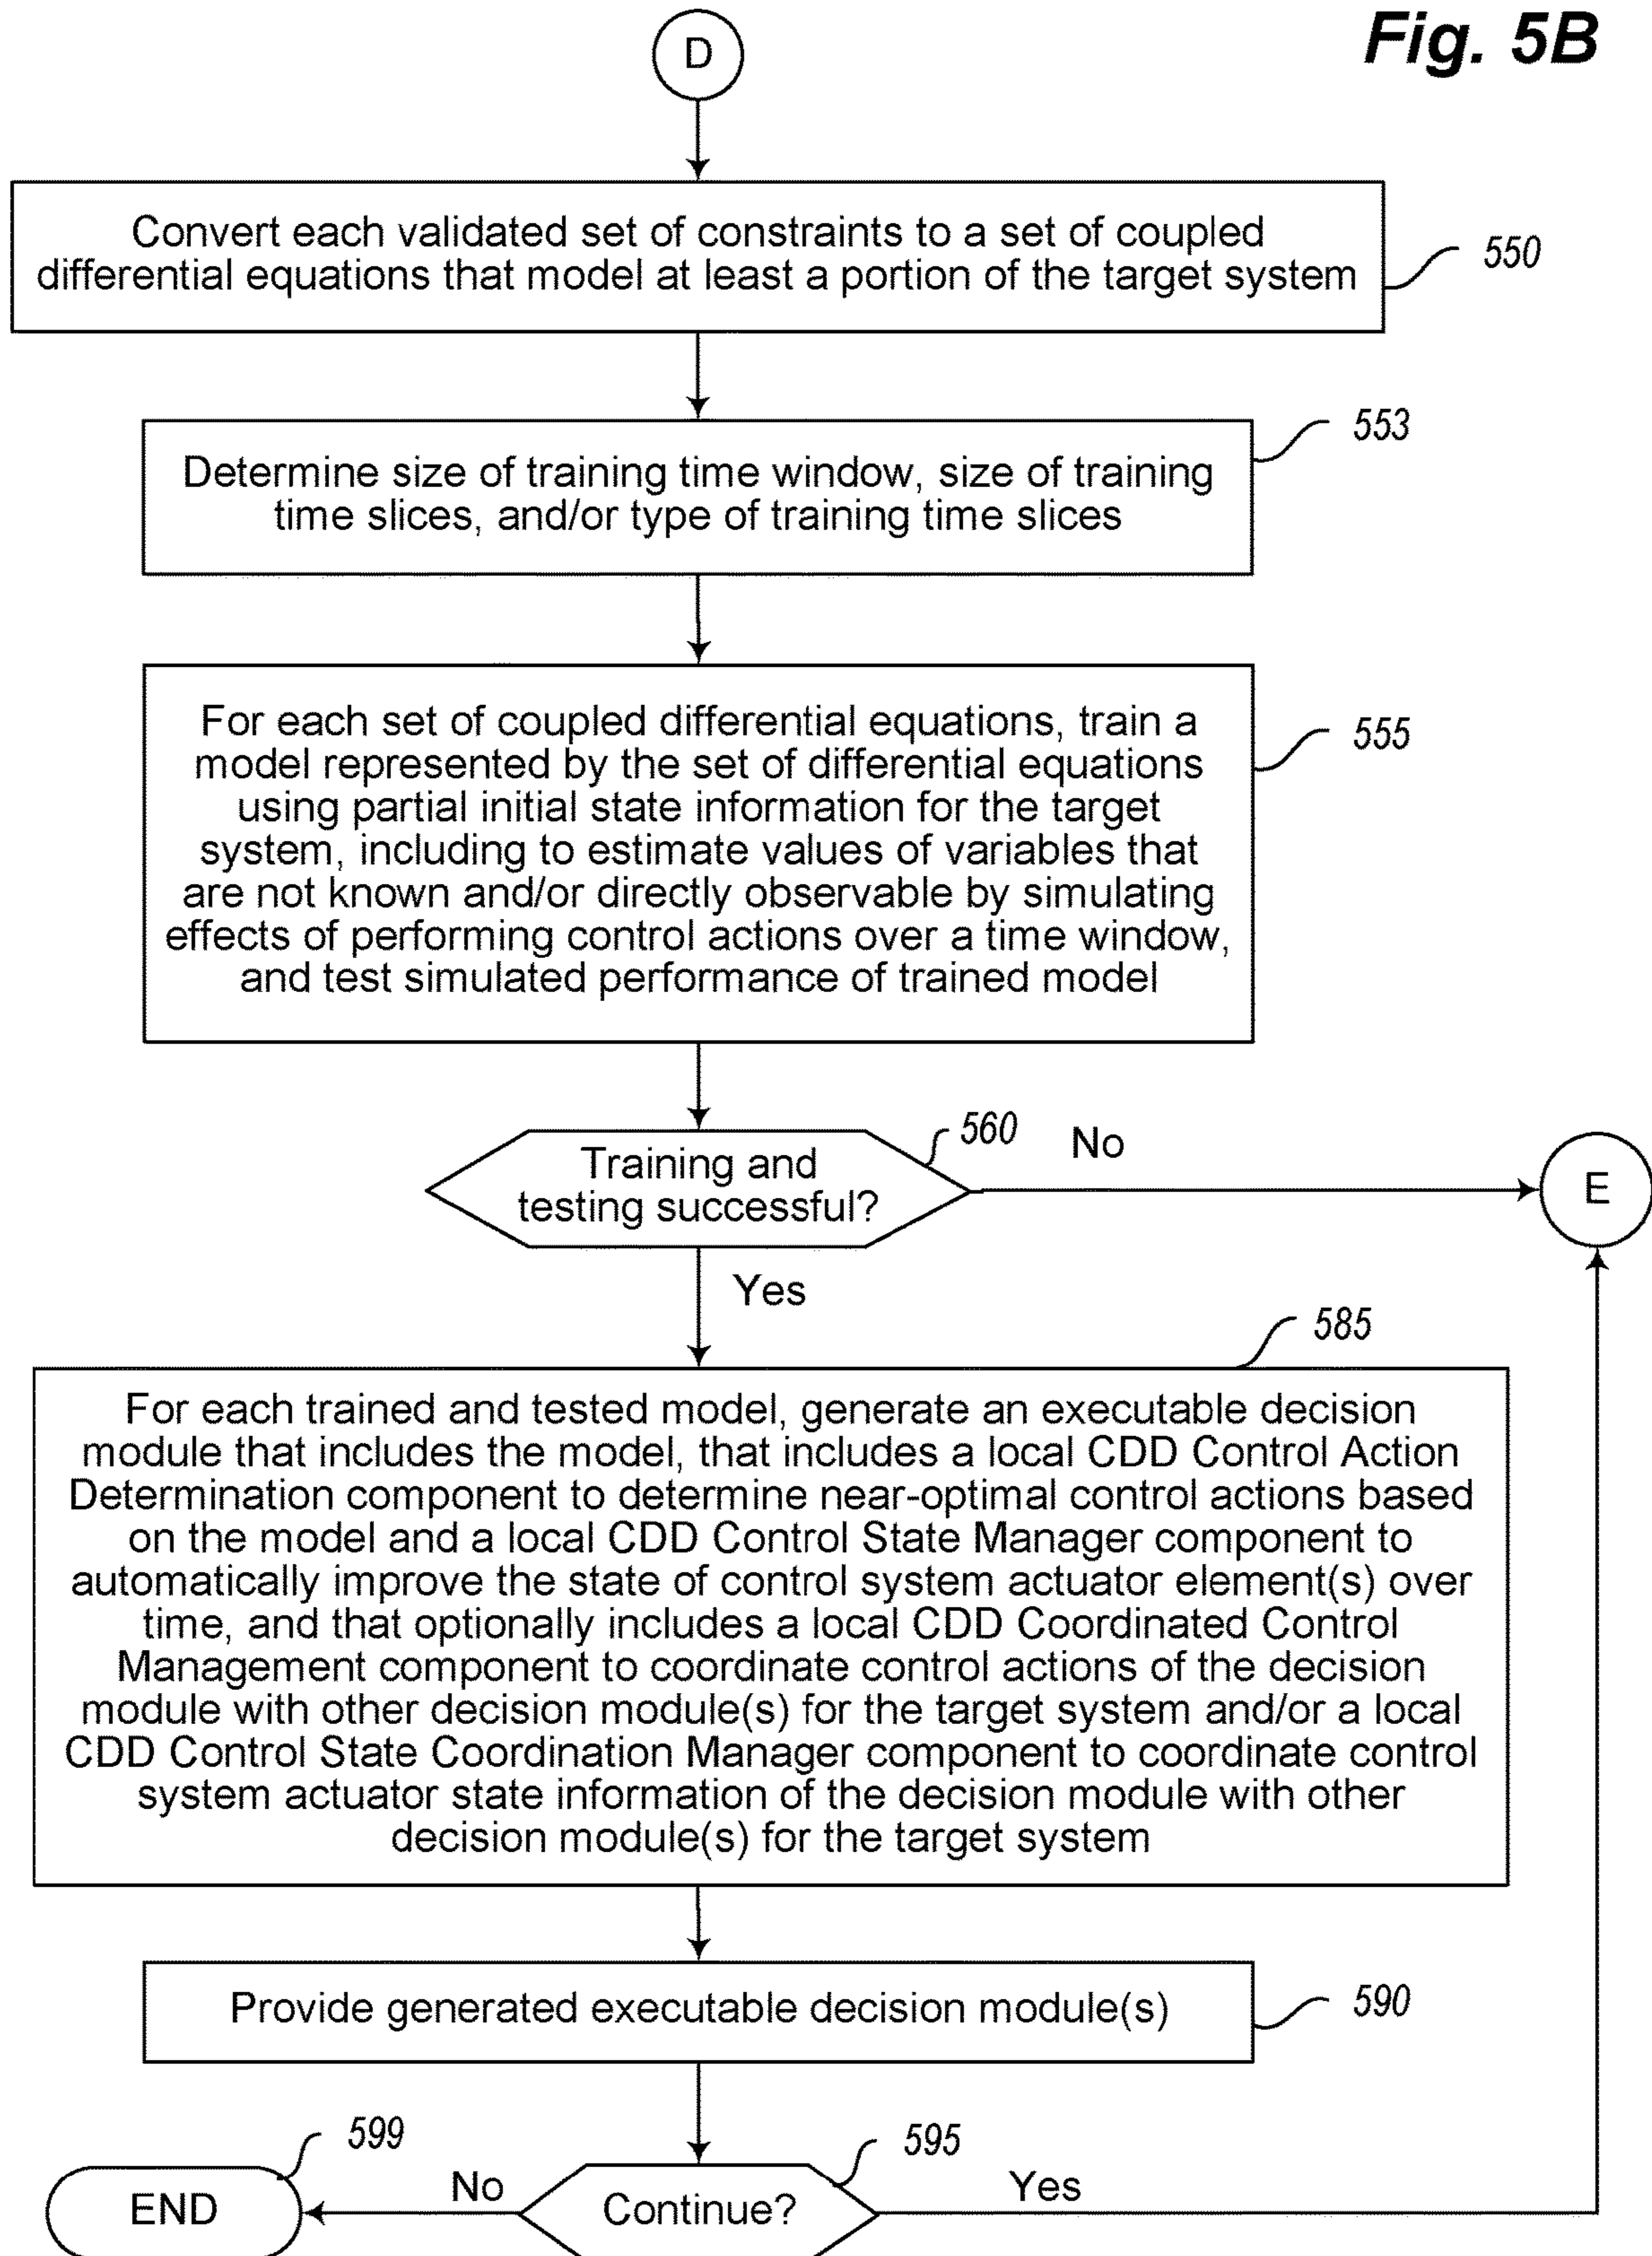 Fig. 5B
D
Convert each validated set of constraints to a set of coupled
differential equations that model at least a portion of the target system
550
553
Determine size of training time window, size of training
time slices, and/or type of training time slices
For each set of coupled differential equations, train a
model represented by the set of differential equations
using partial initial state information for the target
system, including to estimate values of variables that
are not known and/or directly observable by simulating
effects of performing control actions over a time window,
and test simulated performance of trained model
555
560
No
Training and
testing successful?
E
Yes
585
For each trained and tested model, generate an executable decision
module that includes the model, that includes a local CDD Control Action
Determination component to determine near-optimal control actions based
on the model and a local CDD Control State Manager component to
automatically improve the state of control system actuator element(s) over
time, and that optionally includes a local CDD Coordinated Control
Management component to coordinate control actions of the decision
module with other decision module(s) for the target system and/or a local
CDD Control State Coordination Manager component to coordinate control
system actuator state information of the decision module with other
decision module(s) for the target system
Provide generated executable decision module(s)
590
599
595
No
Yes
END
Continue?